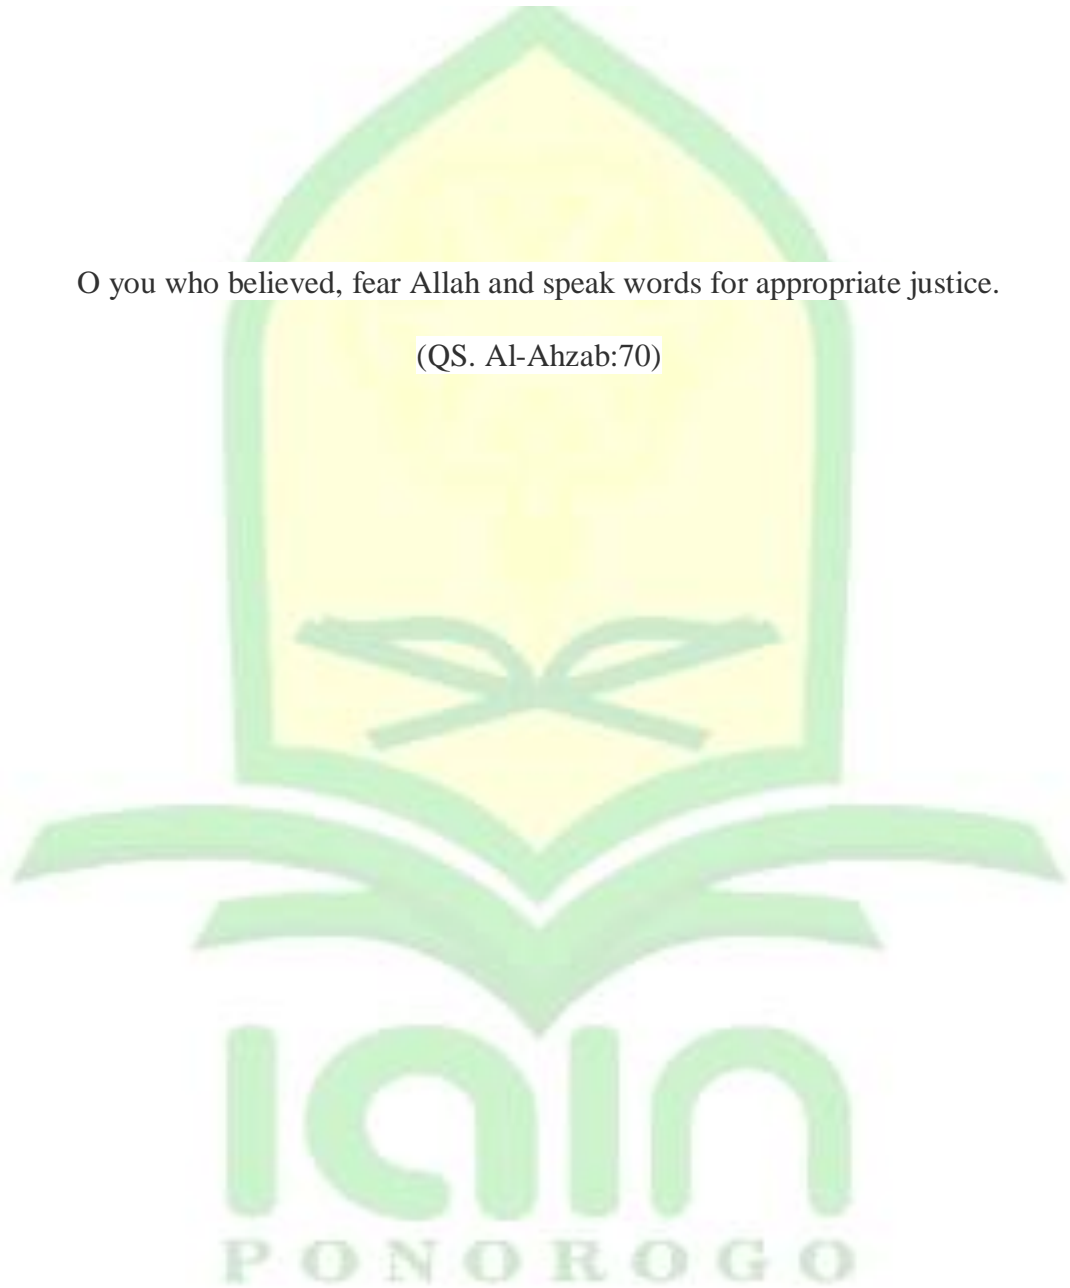 O you who believed, fear Allah and speak words for appropriate justice.
(QS. Al-Ahzab:70)
iain
PONOROGO